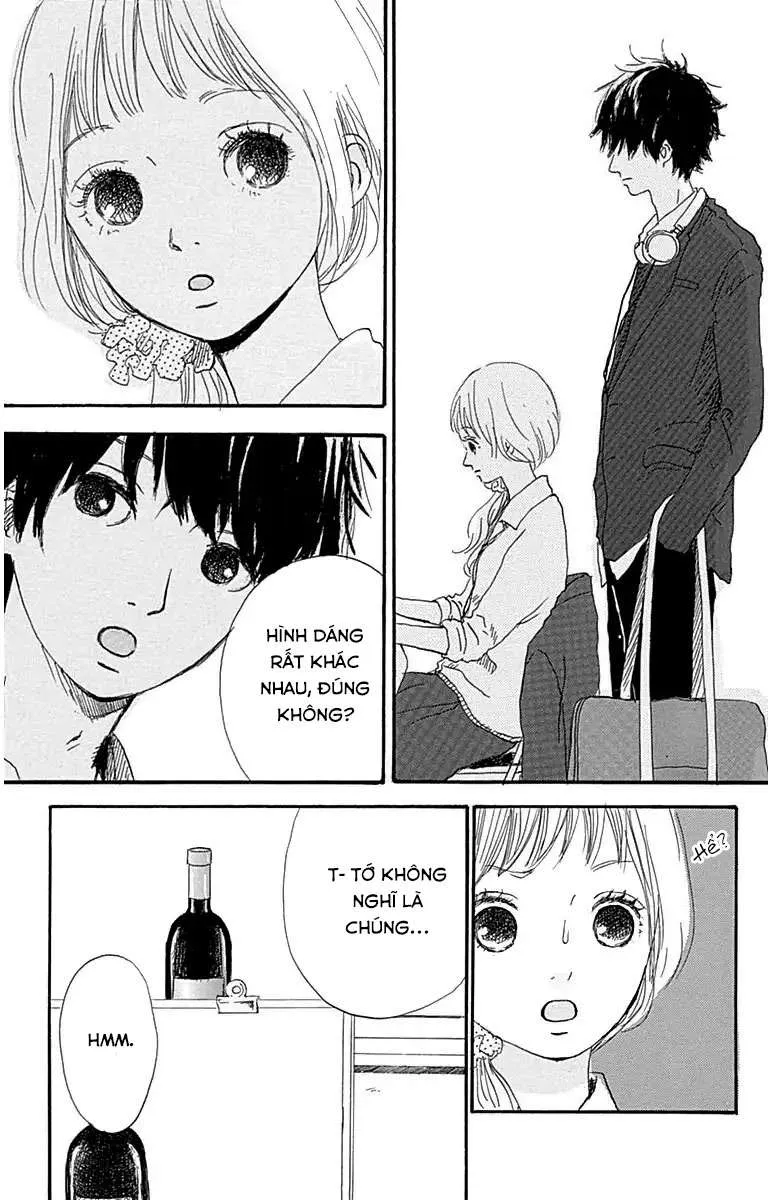 HÌNH DÁNG
RẤT KHÁC
NHAU, ĐÚNG
KHÔNG?
Hể?
T- TỚ KHÔNG
NGHĨ LÀ
CHÚNG...
HMM.